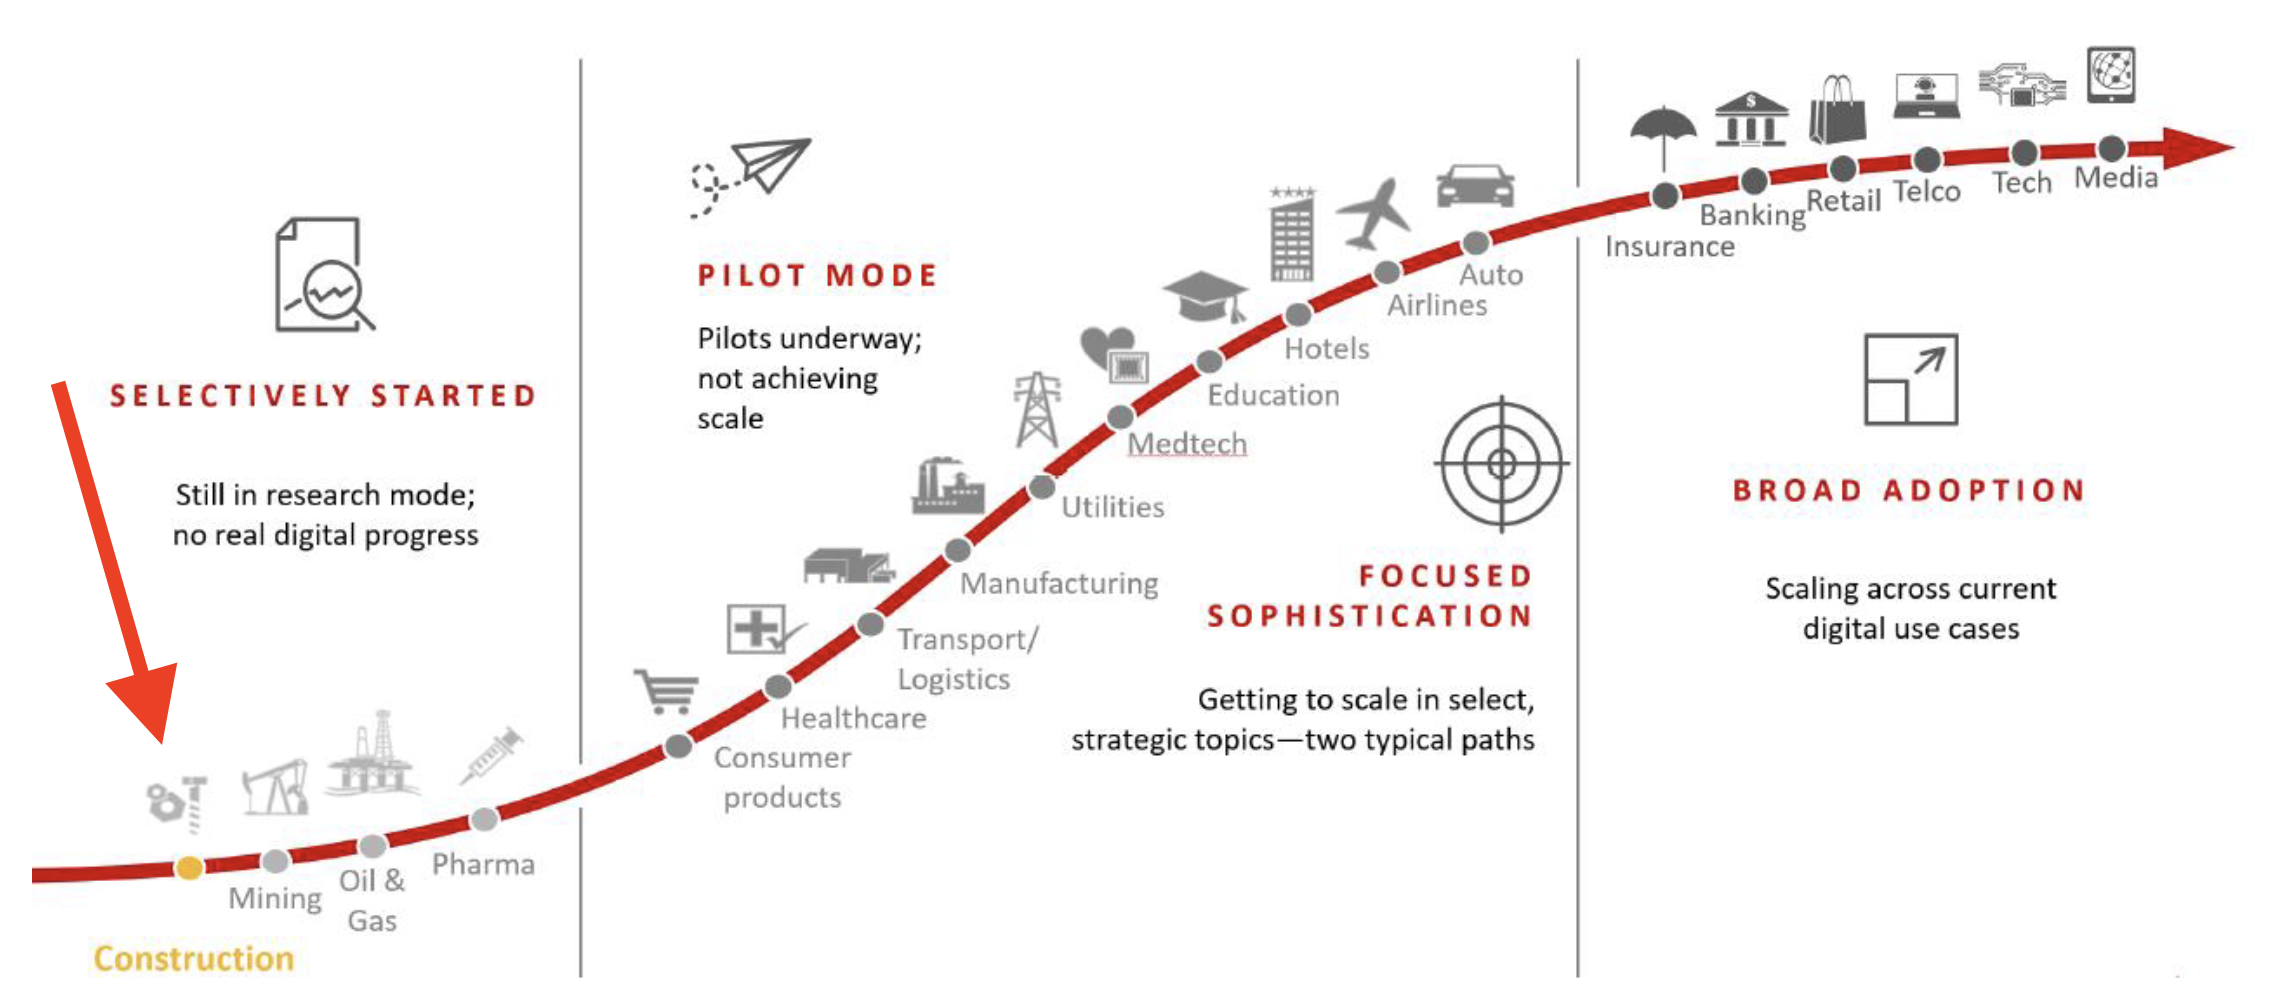 SELECTIVELY STARTED
Still in research mode;
no real digital progress
Construction
Mining
Oil &
Gas
Pharma
PILOT MODE
Pilots underway;
not achieving
scale
Consumer
products
Healthcare
Transport/
Logistics
Manufacturing
Utilities
Medtech
Education
Hotels
Airlines
Auto
FOCUSED
SOPHISTICATION
Getting to scale in select,
strategic topics—two typical paths
Insurance
Banking
$
Retail
Telco
Tech
Media
BROAD ADOPTION
Scaling across current
digital use cases